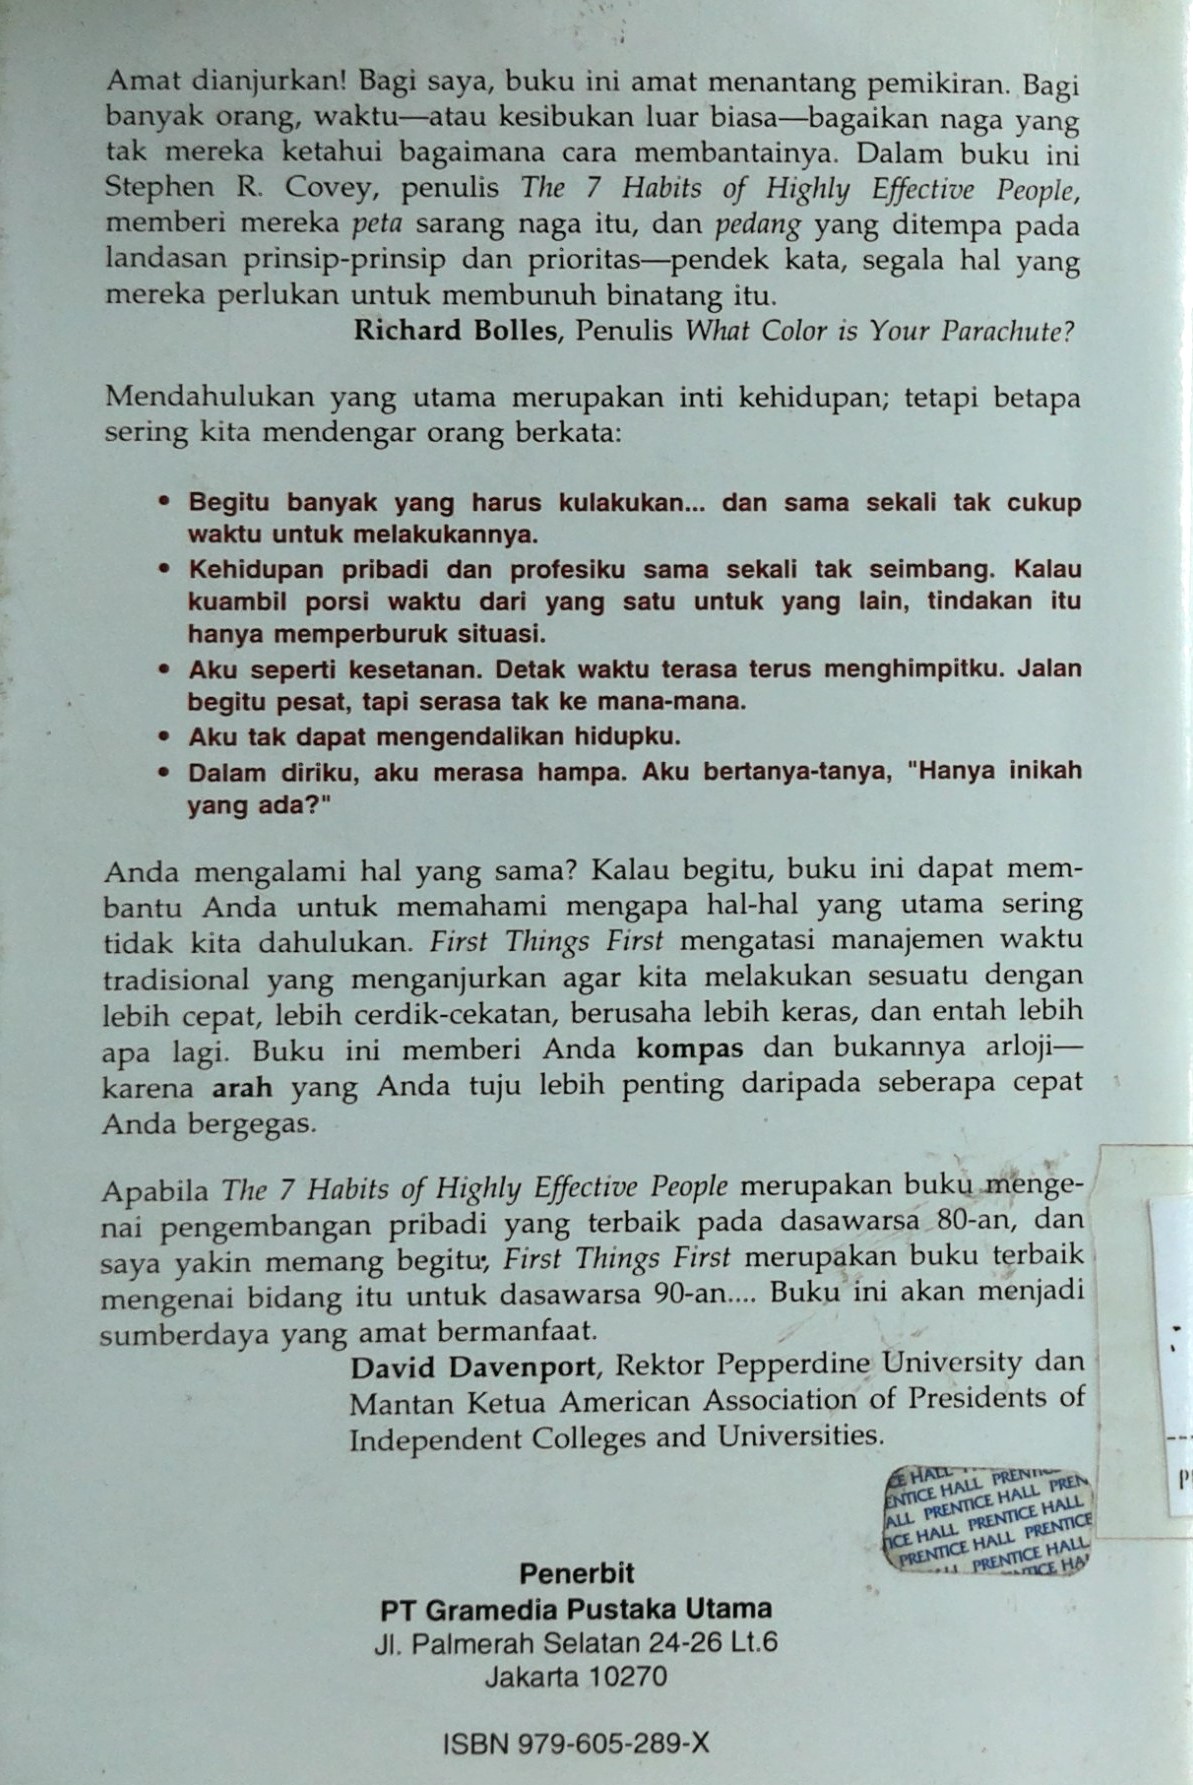 Amat dianjurkan! Bagi saya, buku ini amat menantang pemikiran. Bagi
banyak orang, waktu—atau kesibukan luar biasa—bagaikan naga yang
tak mereka ketahui bagaimana cara membantainya. Dalam buku ini
Stephen R. Covey, penulis The 7 Habits of Highly Effective People,
memberi mereka peta sarang naga itu, dan pedang yang ditempa pada
landasan prinsip-prinsip dan prioritas—pendek kata, segala hal yang
mereka perlukan untuk membunuh binatang itu.
Richard Bolles, Penulis What Color is Your Parachute?
Mendahulukan yang utama merupakan inti kehidupan; tetapi betapa
sering kita mendengar orang berkata:
• Begitu banyak yang harus kulakukan... dan sama sekali tak cukup
waktu untuk melakukannya.
• Kehidupan pribadi dan profesiku sama sekali tak seimbang. Kalau
kuambil porsi waktu dari yang satu untuk yang lain, tindakan itu
hanya memperburuk situasi.
• Aku seperti kesetanan. Detak waktu terasa terus menghimpitku. Jalan
begitu pesat, tapi serasa tak ke mana-mana.
• Aku tak dapat mengendalikan hidupku.
• Dalam diriku, aku merasa hampa. Aku bertanya-tanya, "Hanya inikah
yang ada?"
Anda mengalami hal yang sama? Kalau begitu, buku ini dapat mem-
bantu Anda untuk memahami mengapa hal-hal yang utama sering
tidak kita dahulukan. First Things First mengatasi manajemen waktu
tradisional yang menganjurkan agar kita melakukan sesuatu dengan
lebih cepat, lebih cerdik-cekatan, berusaha lebih keras, dan entah lebih
apa lagi. Buku ini memberi Anda kompas dan bukannya arloji—
karena arah yang Anda tuju lebih penting daripada seberapa cepat
Anda bergegas.
Apabila The 7 Habits of Highly Effective People merupakan buku menge-
nai pengembangan pribadi yang terbaik pada dasawarsa 80-an, dan
saya yakin memang begitu; First Things First merupakan buku terbaik
mengenai bidang itu untuk dasawarsa 90-an.... Buku ini akan menjadi
sumberdaya yang amat bermanfaat.
David Davenport, Rektor Pepperdine University dan
Mantan Ketua American Association of Presidents of
Independent Colleges and Universities.
CE HALL PRENTI
ENTICE HALL PRENTICE
ALL PRENTICE HALL PREN
ICE HALL PRENTICE HALL
PRENTICE HALL PRENTICE
PRENTICE HALL
Penerbit
PT Gramedia Pustaka Utama
Jl. Palmerah Selatan 24-26 Lt.6
Jakarta 10270
ISBN 979-605-289-X